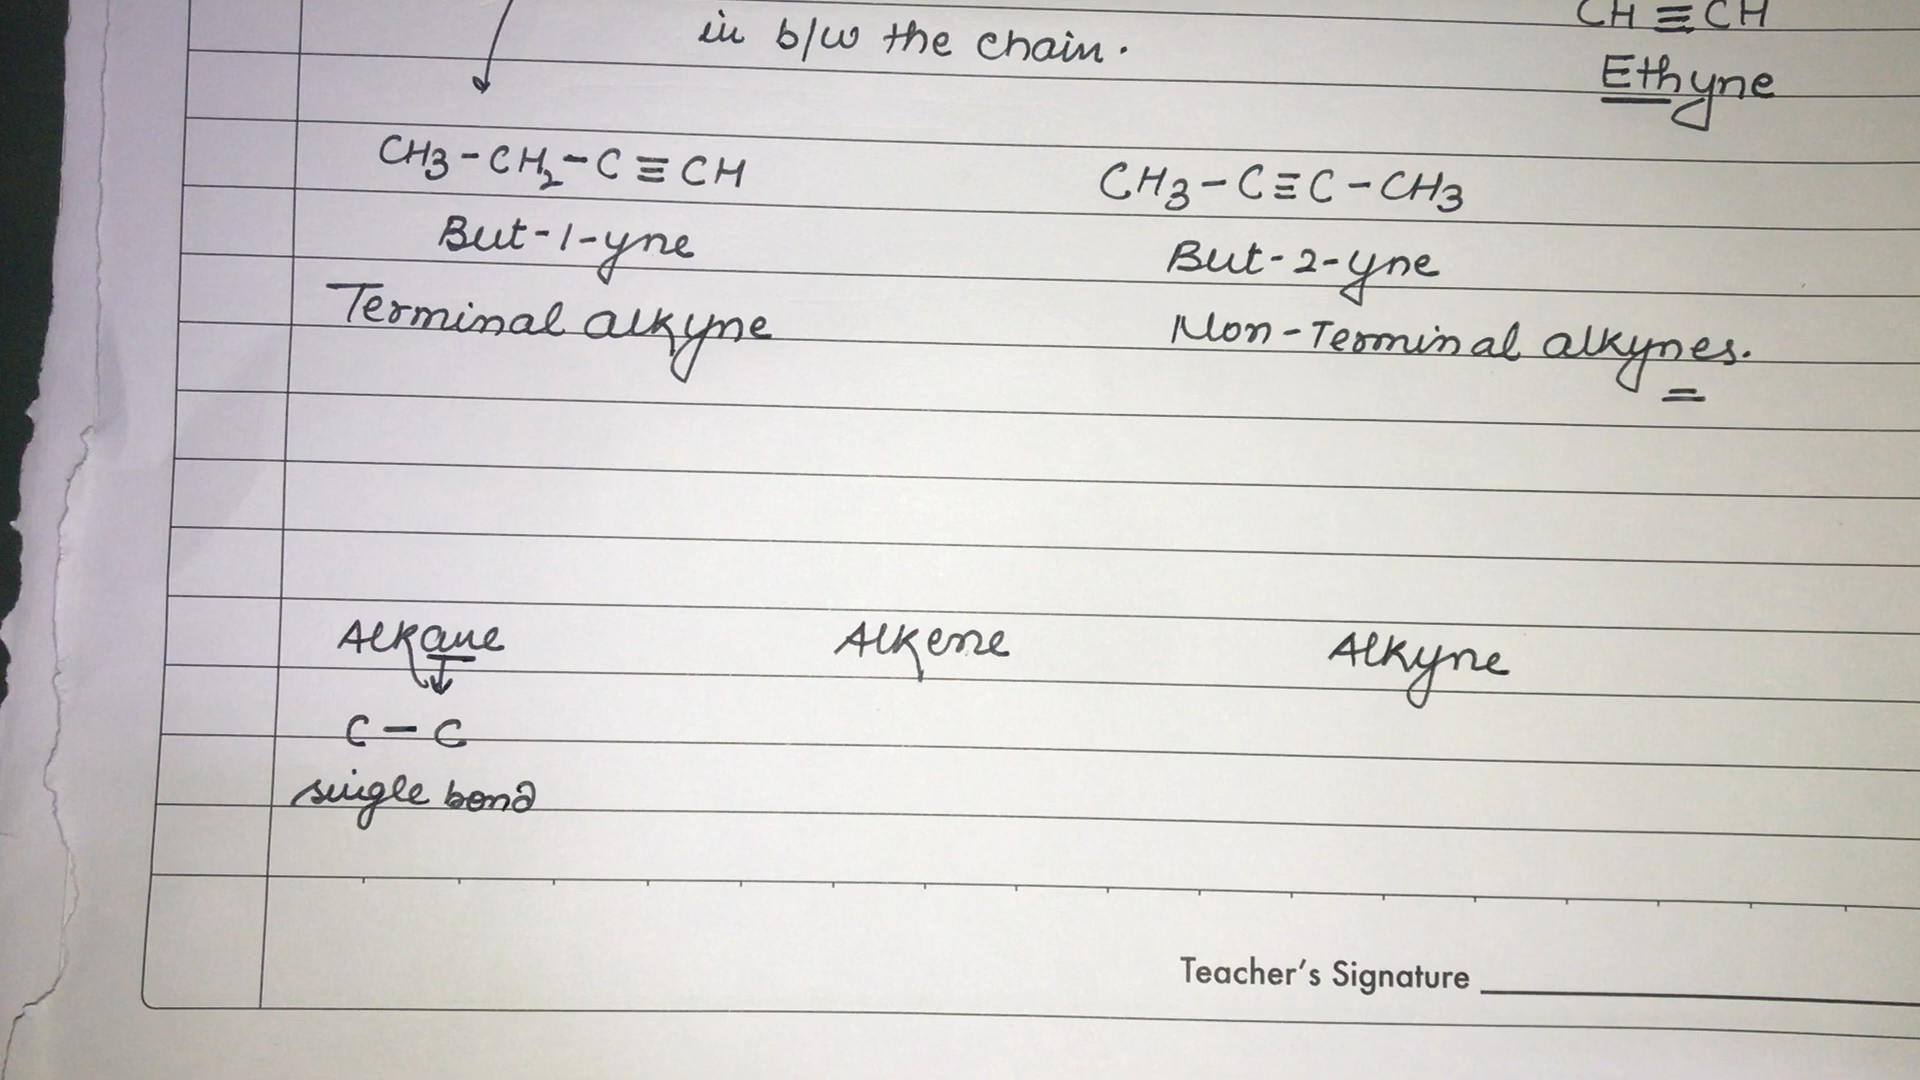 in b/w the chain.
CH ≡ CH
Ethyne
CH3-CH2-C≡CH
CH3-C≡C-CH3
But-1-yne
But-2-yne
Terminal alkyne
Non-Terminal alkynes.
Alkane
Alkene
Alkyne
C-C
single bond
Teacher's Signature